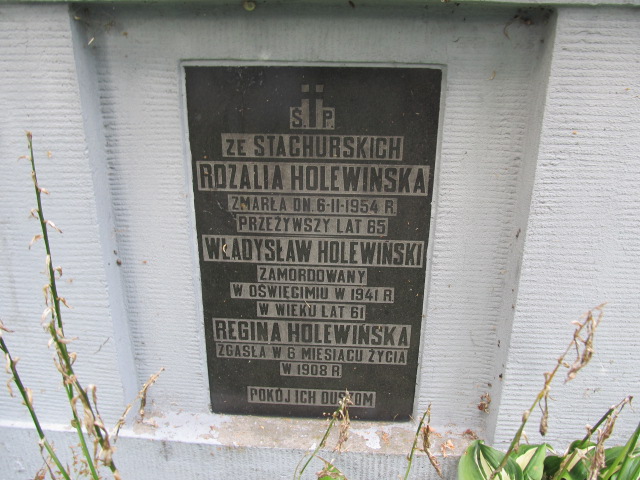 Ś. P.
ZE STACHURSKICH
ROZALIA HOLEWIŃSKA
ZMARŁA DN 6-II-1954 R
PRZEŻYWSZY LAT 65
WŁADYSŁAW HOLEWIŃSKI
ZAMORDOWANY
W OŚWIĘCIMIU W 1941 R
W WIEKU LAT 61
REGINA HOLEWIŃSKA
ZGASŁA W 6 MIESIĄCU ŻYCIA
W 1908 R
POKÓJ ICH DUSZOM